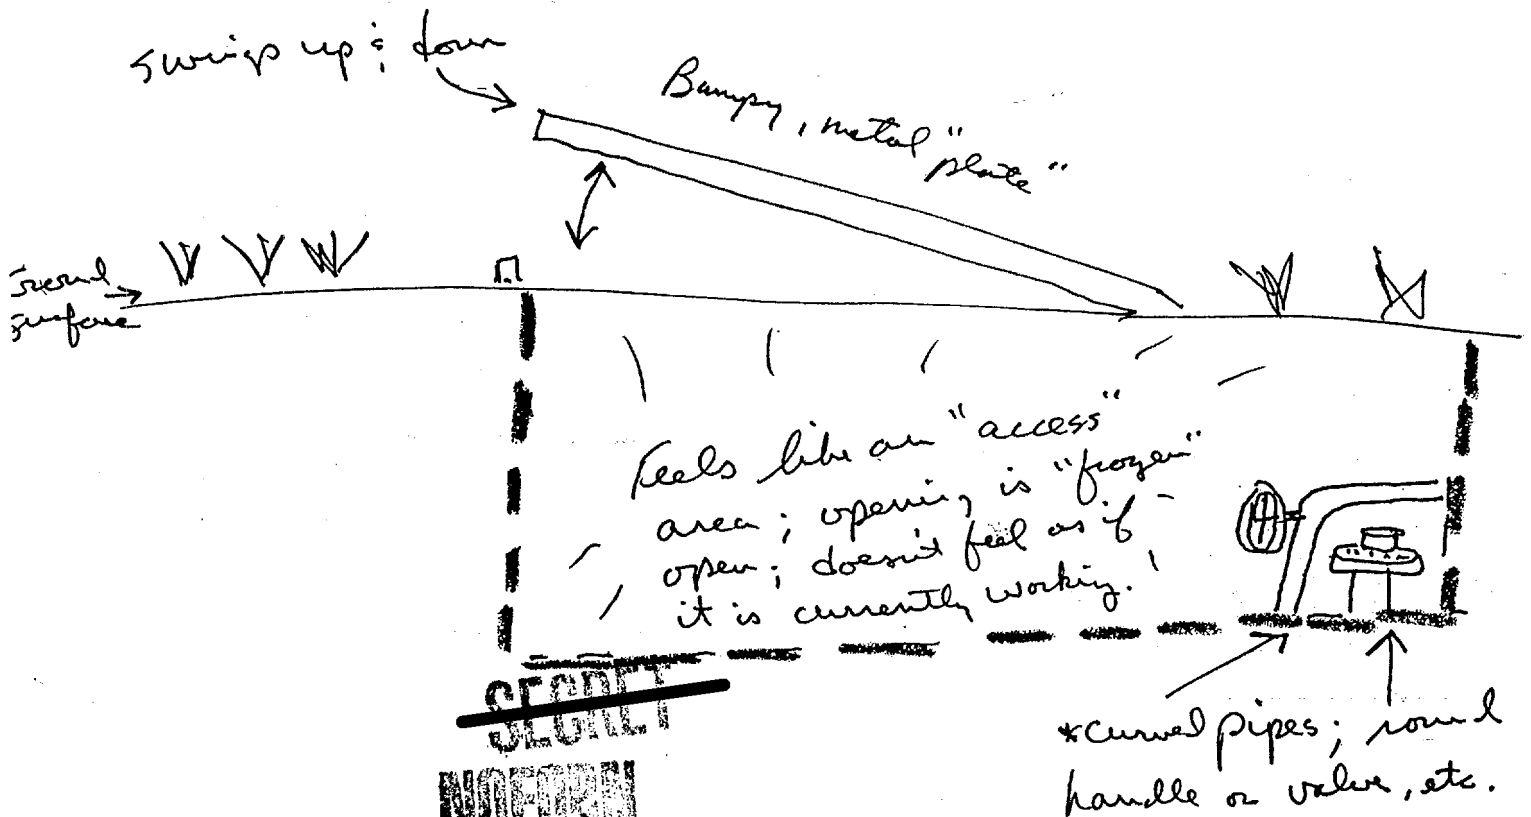 Swings up & down
Bumpy, metal "
plate"
Ground
surface
Feels like an "access"
area; opening is "frozen"
open; doesn't feel as if
it is currently working.
SECRET
NOFORN
*curved pipes; round
handle or valve, etc.